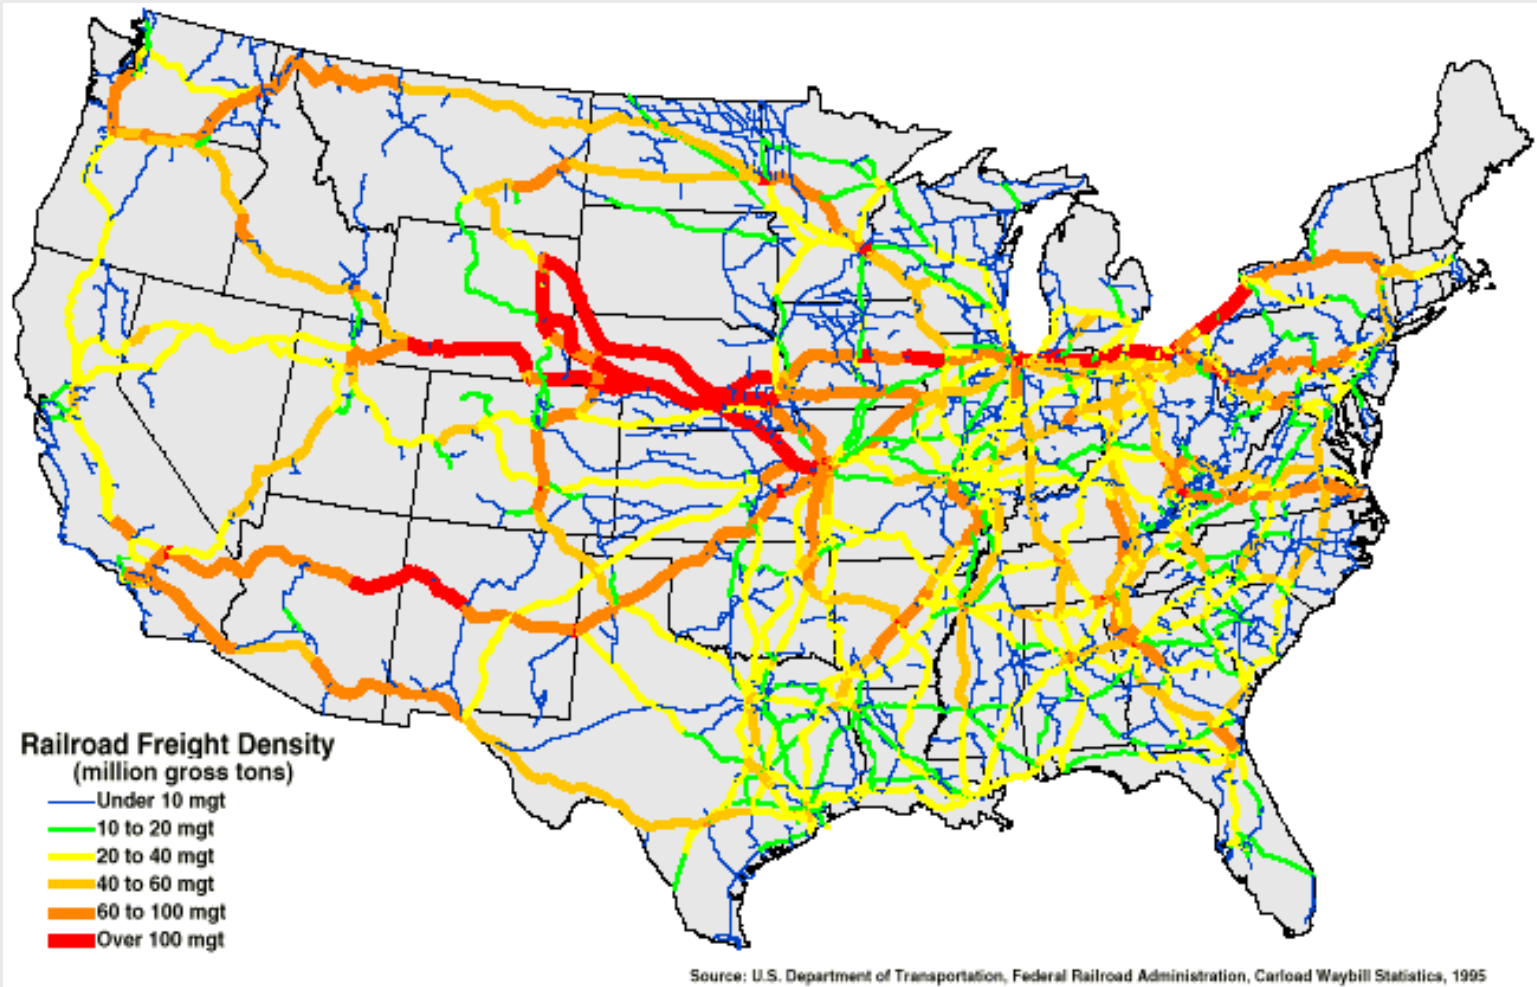 Railroad Freight Density
(million gross tons)
Under 10 mgt
10 to 20 mgt
20 to 40 mgt
40 to 60 mgt
60 to 100 mgt
Over 100 mgt
Source: U.S. Department of Transportation, Federal Railroad Administration, Carload Waybill Statistics, 1995